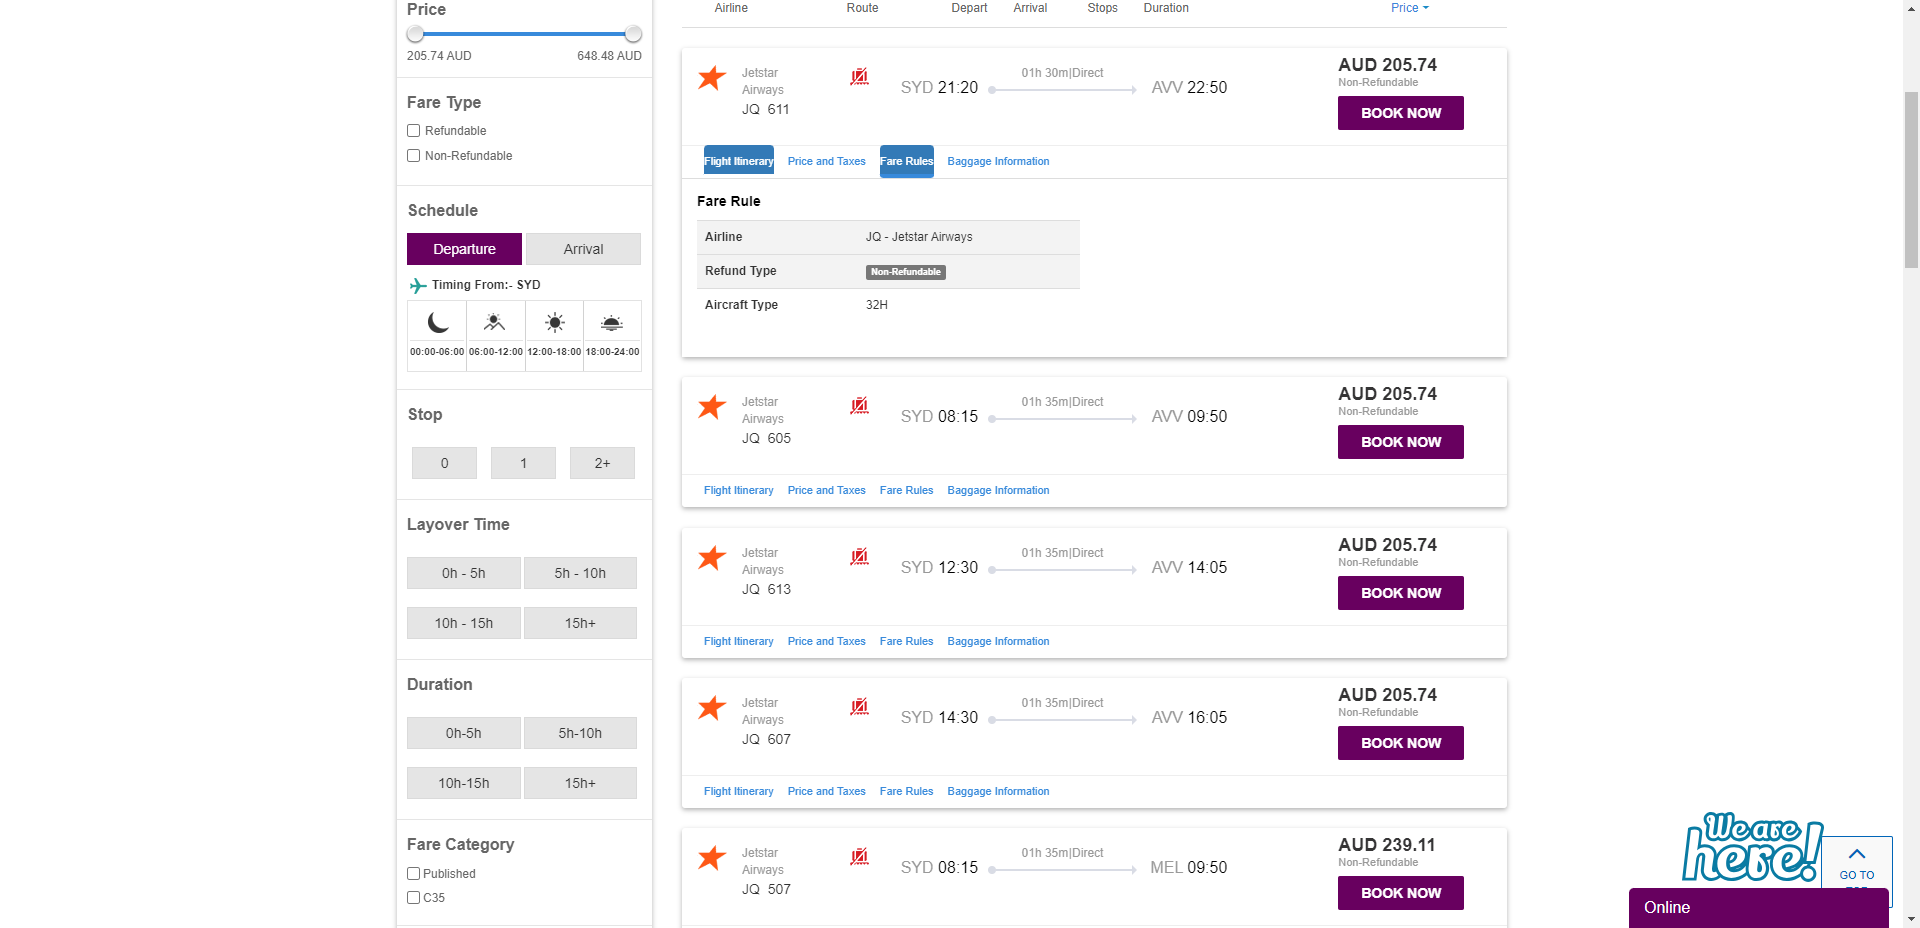 Price
205.74 AUD 648.48 AUD
Fare Type
Refundable
Non-Refundable
Schedule
Departure Arrival
Timing From:- SYD
00:00-06:00 06:00-12:00 12:00-18:00 18:00-24:00
Stop
0 1 2+
Layover Time
0h - 5h 5h - 10h
10h - 15h 15h+
Duration
0h-5h 5h-10h
10h-15h 15h+
Fare Category
Published
C35
Airline Route Depart Arrival Stops Duration Price
Jetstar
Airways
JQ 611
SYD 21:20
01h 30m|Direct
AVV 22:50
AUD 205.74
Non-Refundable
BOOK NOW
Flight Itinerary Price and Taxes Fare Rules Baggage Information
Fare Rule
Airline JQ - Jetstar Airways
Refund Type Non-Refundable
Aircraft Type 32H
Jetstar
Airways
JQ 605
SYD 08:15
01h 35m|Direct
AVV 09:50
AUD 205.74
Non-Refundable
BOOK NOW
Flight Itinerary Price and Taxes Fare Rules Baggage Information
Jetstar
Airways
JQ 613
SYD 12:30
01h 35m|Direct
AVV 14:05
AUD 205.74
Non-Refundable
BOOK NOW
Flight Itinerary Price and Taxes Fare Rules Baggage Information
Jetstar
Airways
JQ 607
SYD 14:30
01h 35m|Direct
AVV 16:05
AUD 205.74
Non-Refundable
BOOK NOW
Flight Itinerary Price and Taxes Fare Rules Baggage Information
Jetstar
Airways
JQ 507
SYD 08:15
01h 35m|Direct
MEL 09:50
AUD 239.11
Non-Refundable
BOOK NOW
We are
here!
GO TO
Online